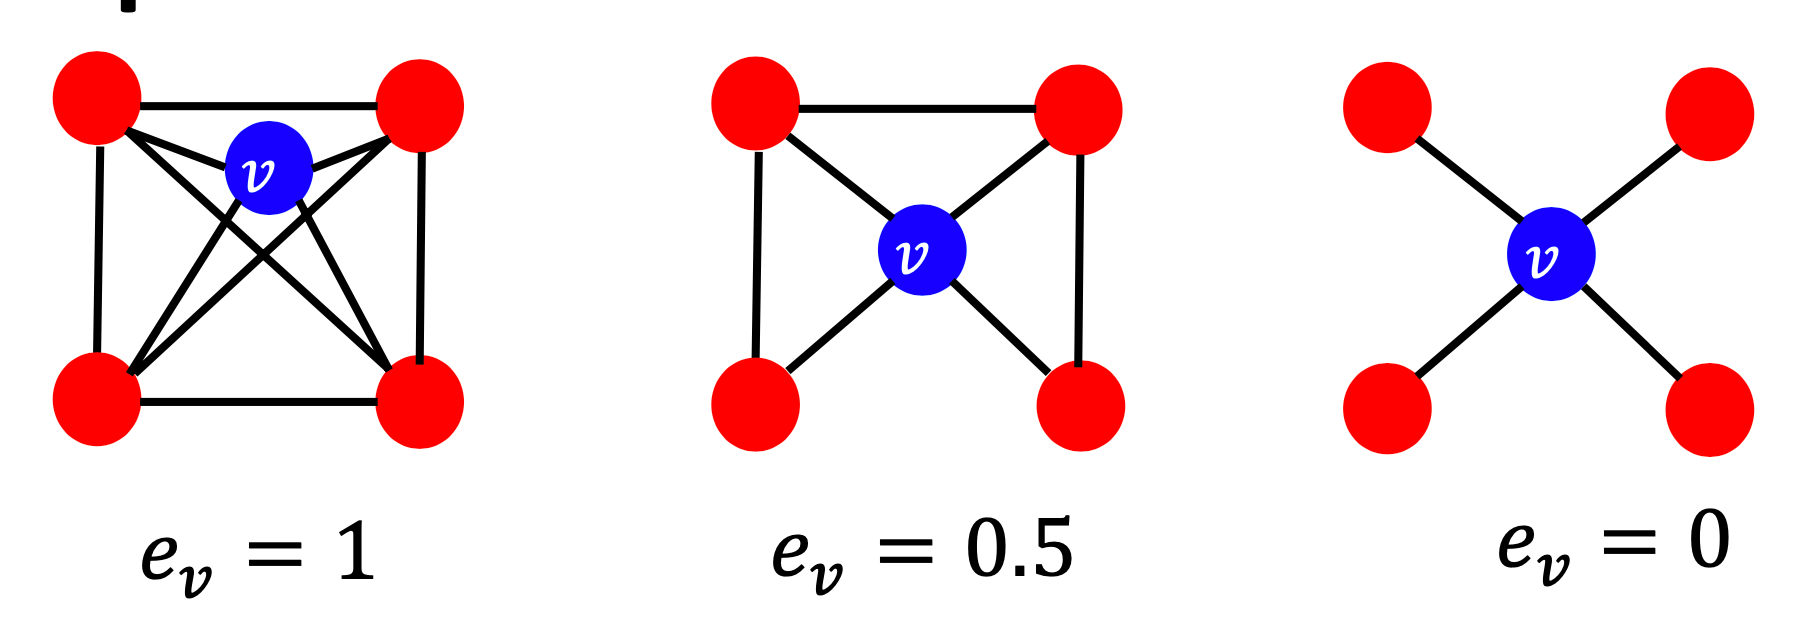 v
v
v
e_v = 1
e_v = 0.5
e_v = 0